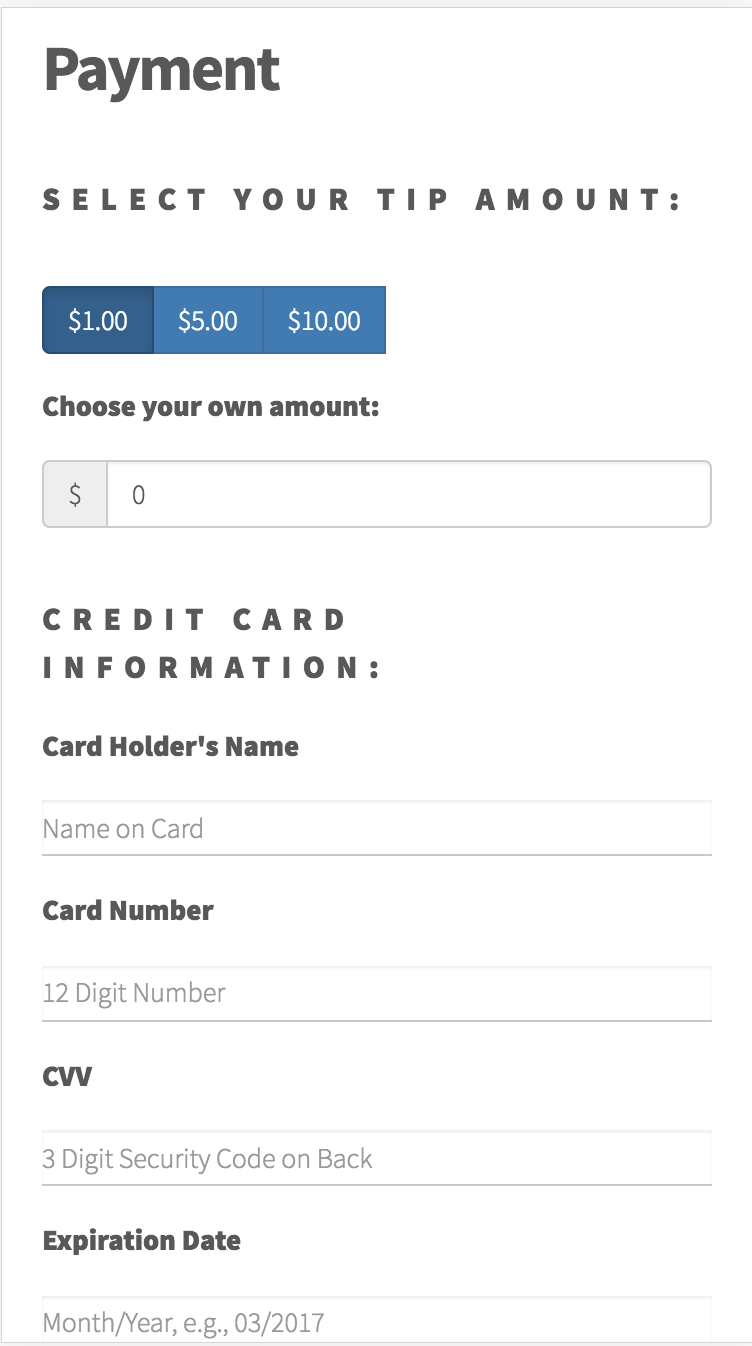 Payment
SELECT YOUR TIP AMOUNT:
$1.00 $5.00 $10.00
Choose your own amount:
$ 0
CREDIT CARD
INFORMATION:
Card Holder's Name
Name on Card
Card Number
12 Digit Number
CVV
3 Digit Security Code on Back
Expiration Date
Month/Year, e.g., 03/2017